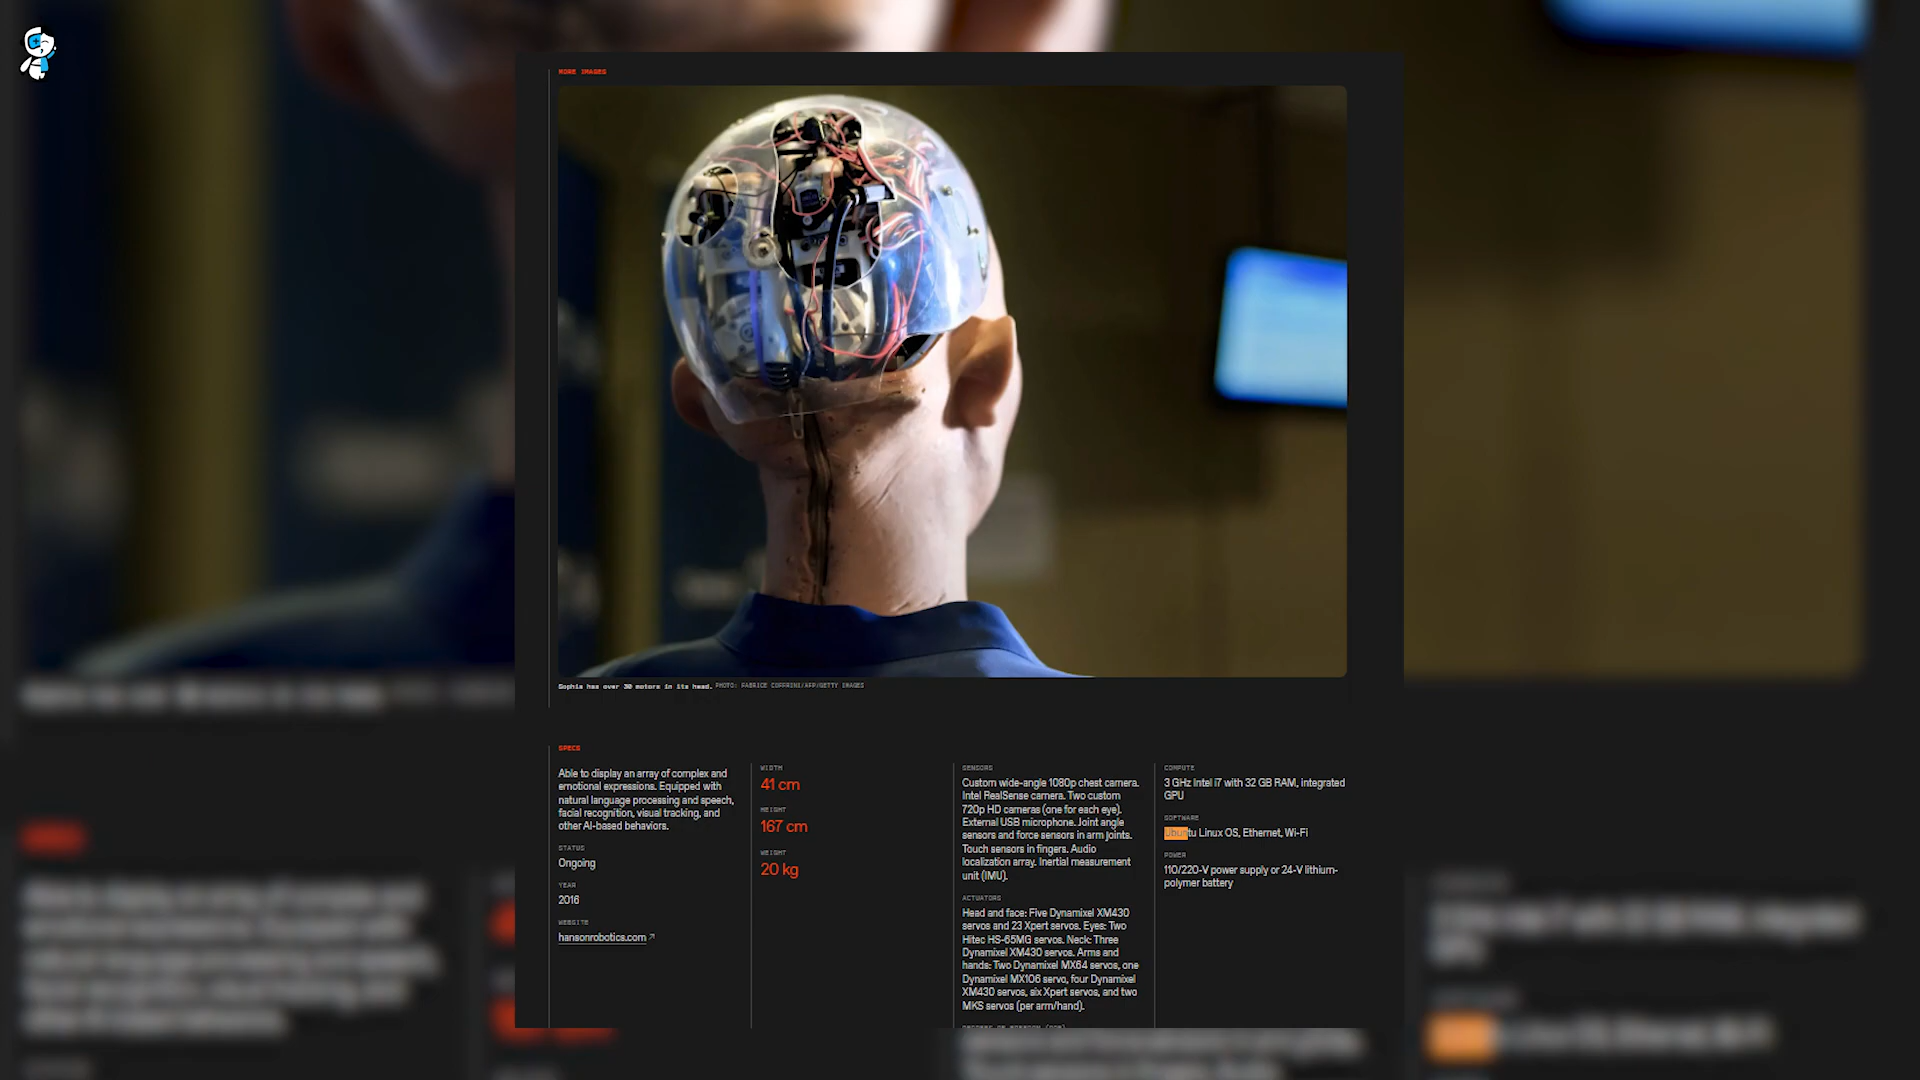 MORE IMAGES
Sophia has over 30 motors in its head. PHOTO: FABRICE COFFRINI/AFP/GETTY IMAGES
SPECS
Able to display an array of complex and
emotional expressions. Equipped with
natural language processing and speech,
facial recognition, visual tracking, and
other AI-based behaviors.
STATUS
Ongoing
YEAR
2016
WEBSITE
hansonrobotics.com
WIDTH
41 cm
HEIGHT
167 cm
WEIGHT
20 kg
SENSORS
Custom wide-angle 1080p chest camera.
Intel RealSense camera. Two custom
720p HD cameras (one for each eye).
External USB microphone. Joint angle
sensors and force sensors in arm joints.
Touch sensors in fingers. Audio
localization array. Inertial measurement
unit (IMU).
ACTUATORS
Head and face: Five Dynamixel XM430
servos and 23 Xpert servos. Eyes: Two
Hitec HS-65MG servos. Neck: Three
Dynamixel XM430 servos. Arms and
hands: Two Dynamixel MX64 servos, one
Dynamixel MX106 servo, four Dynamixel
XM430 servos, six Xpert servos, and two
MKS servos (per arm/hand).
COMPUTE
3 GHz Intel i7 with 32 GB RAM, integrated
GPU
SOFTWARE
Ubuntu Linux OS, Ethernet, Wi-Fi
POWER
110/220-V power supply or 24-V lithium-
polymer battery